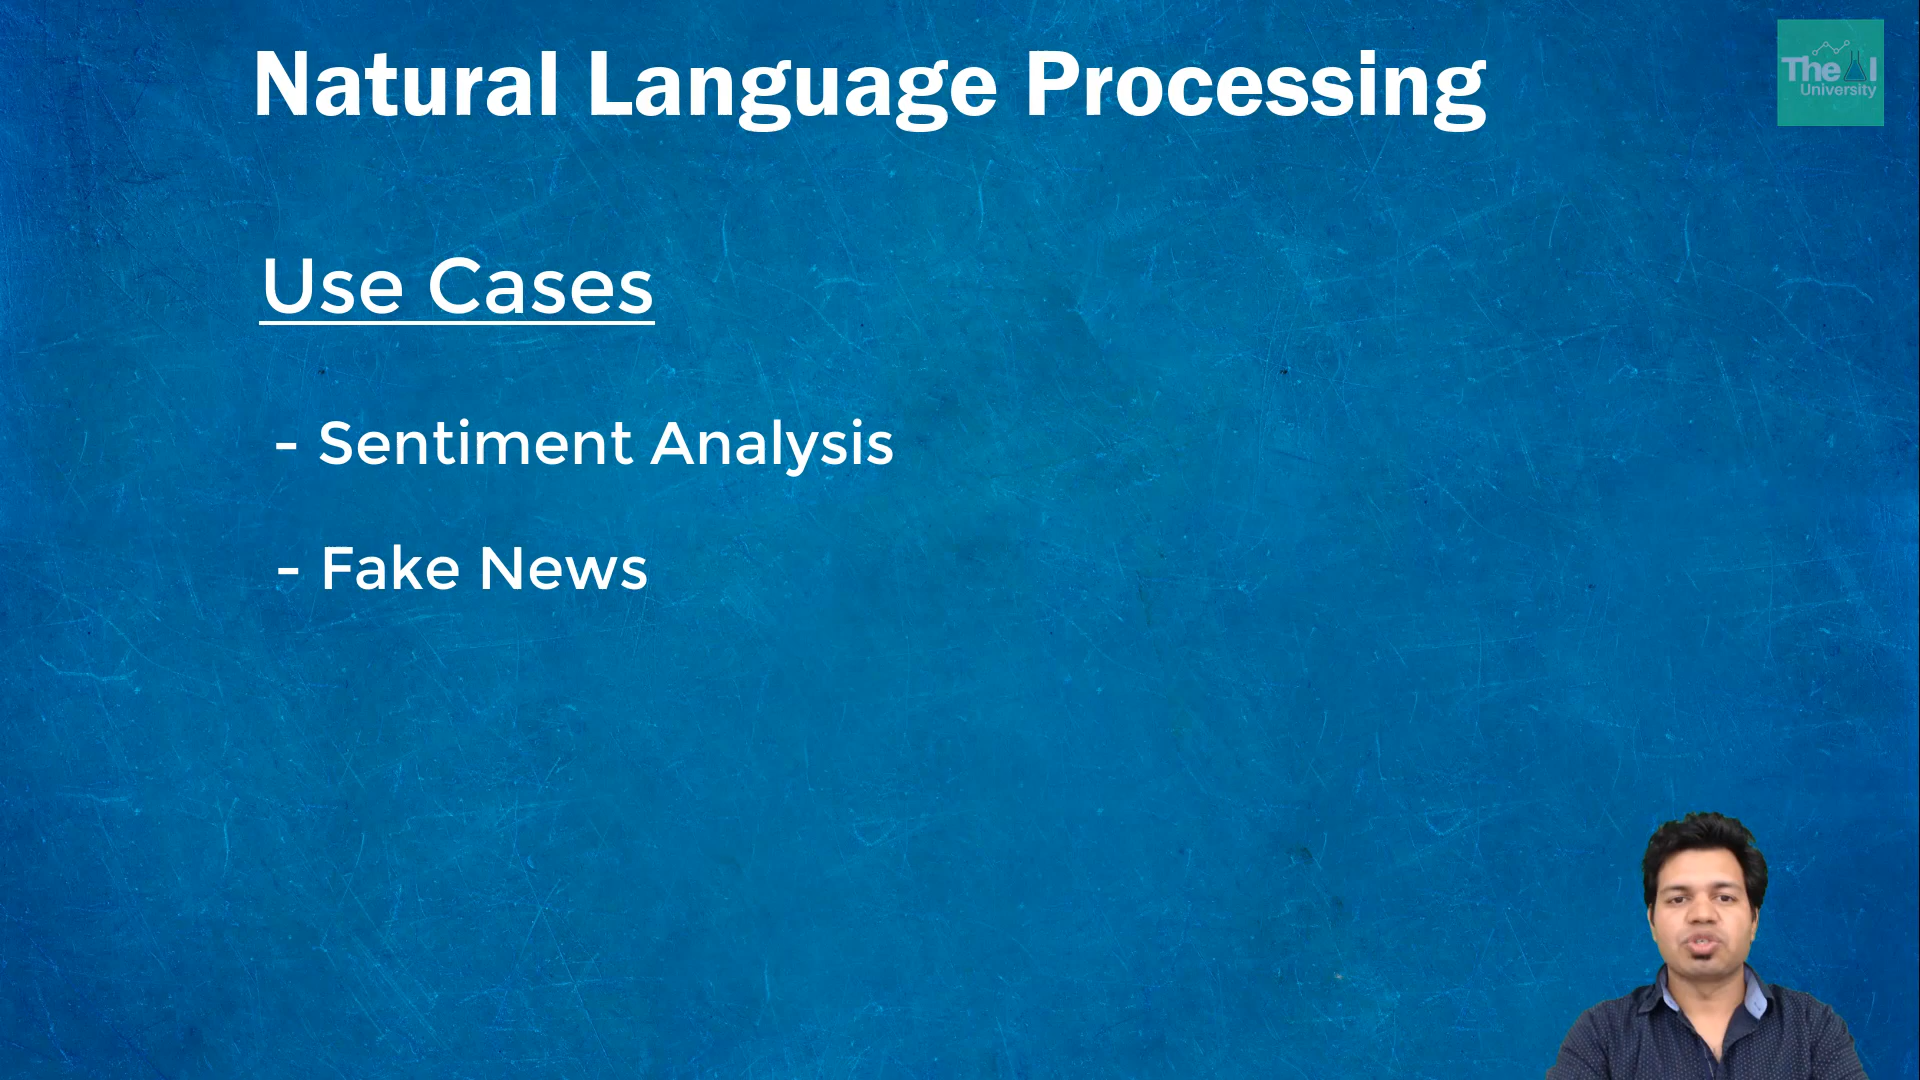 Natural Language Processing
The AI
University
Use Cases
- Sentiment Analysis
- Fake News